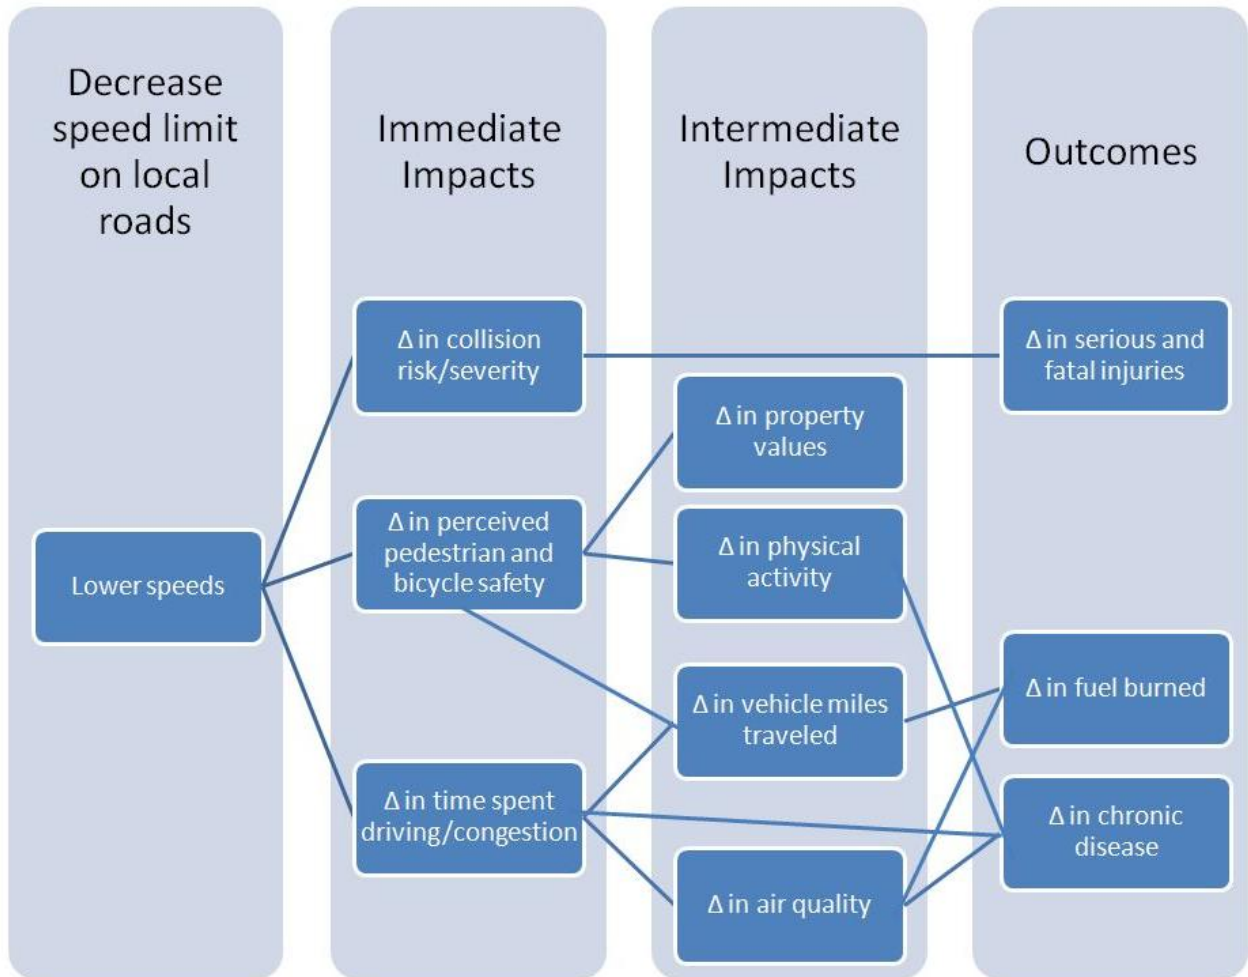 Decrease
speed limit
on local
roads
Immediate
Impacts
Intermediate
Impacts
Outcomes
Lower speeds
Δ in collision
risk/severity
Δ in perceived
pedestrian and
bicycle safety
Δ in time spent
driving/congestion
Δ in property
values
Δ in physical
activity
Δ in vehicle miles
traveled
Δ in air quality
Δ in serious and
fatal injuries
Δ in fuel burned
Δ in chronic
disease